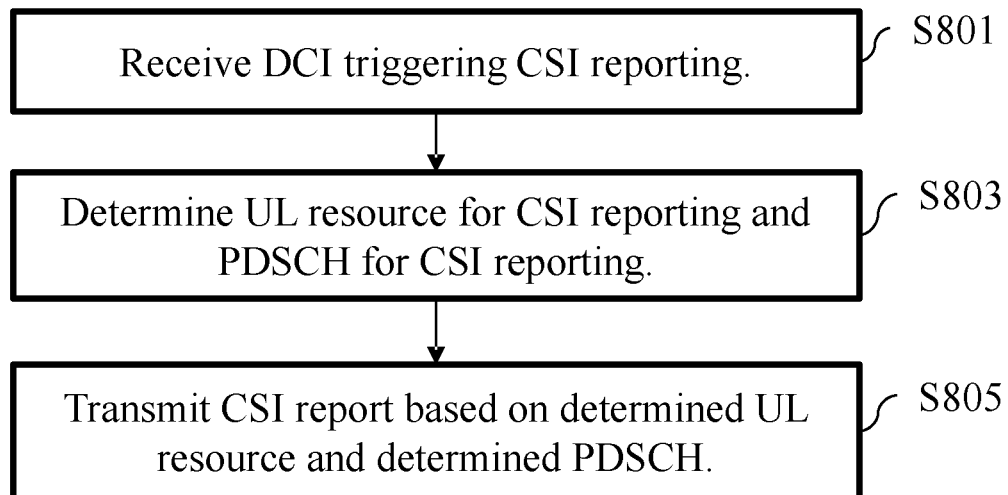 Receive DCI triggering CSI reporting.
S801
Determine UL resource for CSI reporting and
PDSCH for CSI reporting.
S803
Transmit CSI report based on determined UL
resource and determined PDSCH.
S805